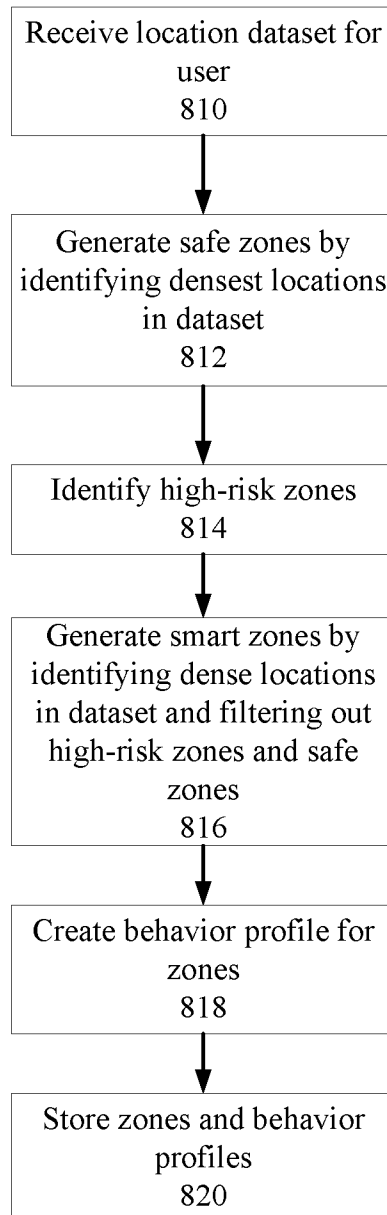 Receive location dataset for
user
810
Generate safe zones by
identifying densest locations
in dataset
812
Identify high-risk zones
814
Generate smart zones by
identifying dense locations
in dataset and filtering out
high-risk zones and safe
zones
816
Create behavior profile for
zones
818
Store zones and behavior
profiles
820